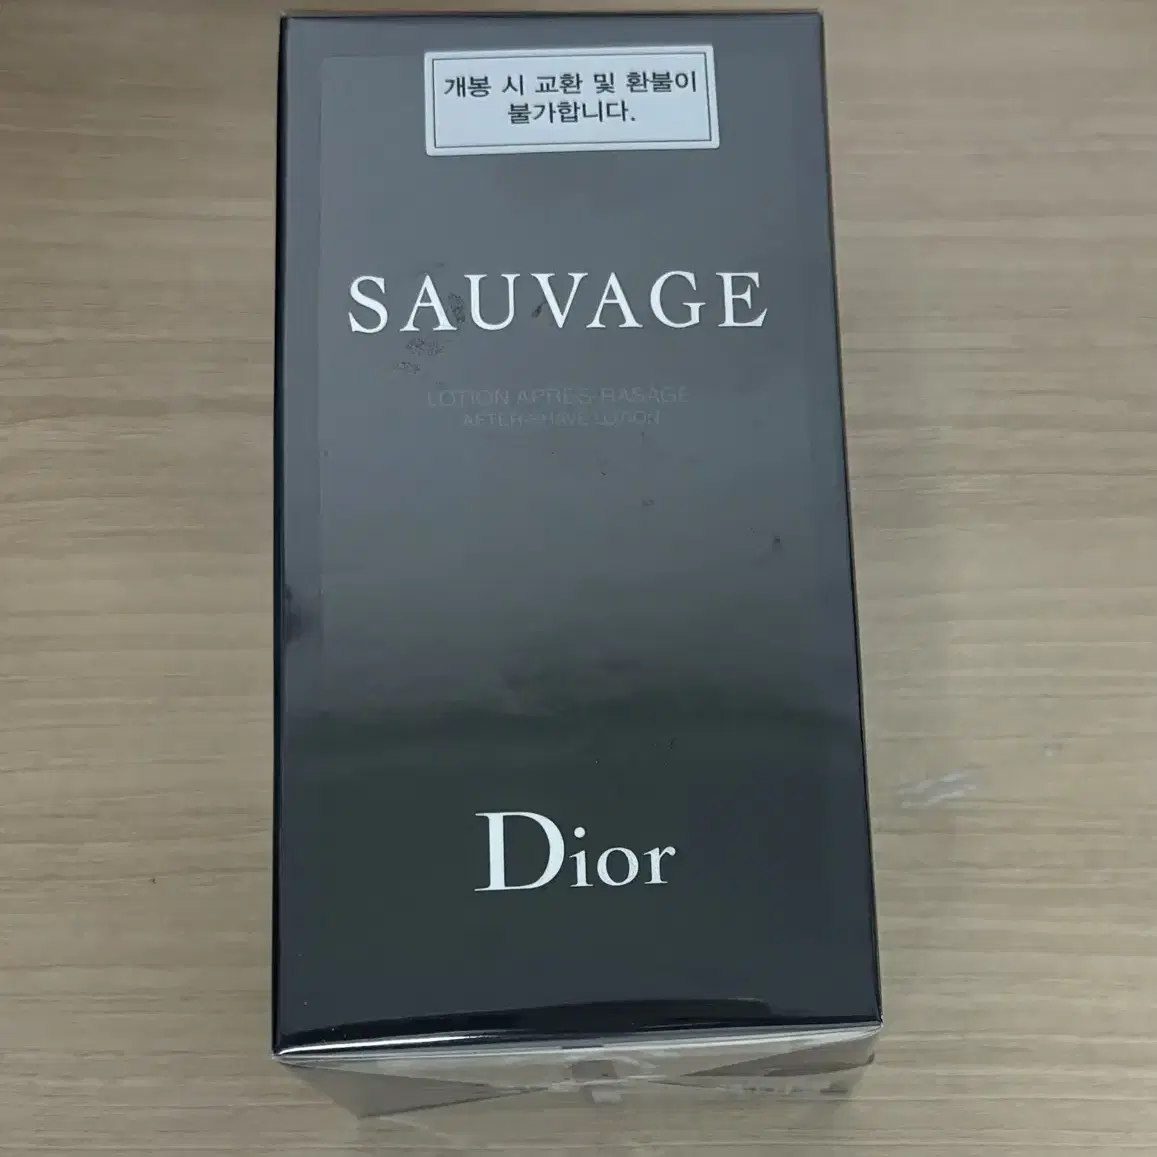 개봉 시 교환 및 환불이
불가합니다.
SAUVAGE
LOTION APRÈS-RASAGE
AFTER-SHAVE LOTION
Dior